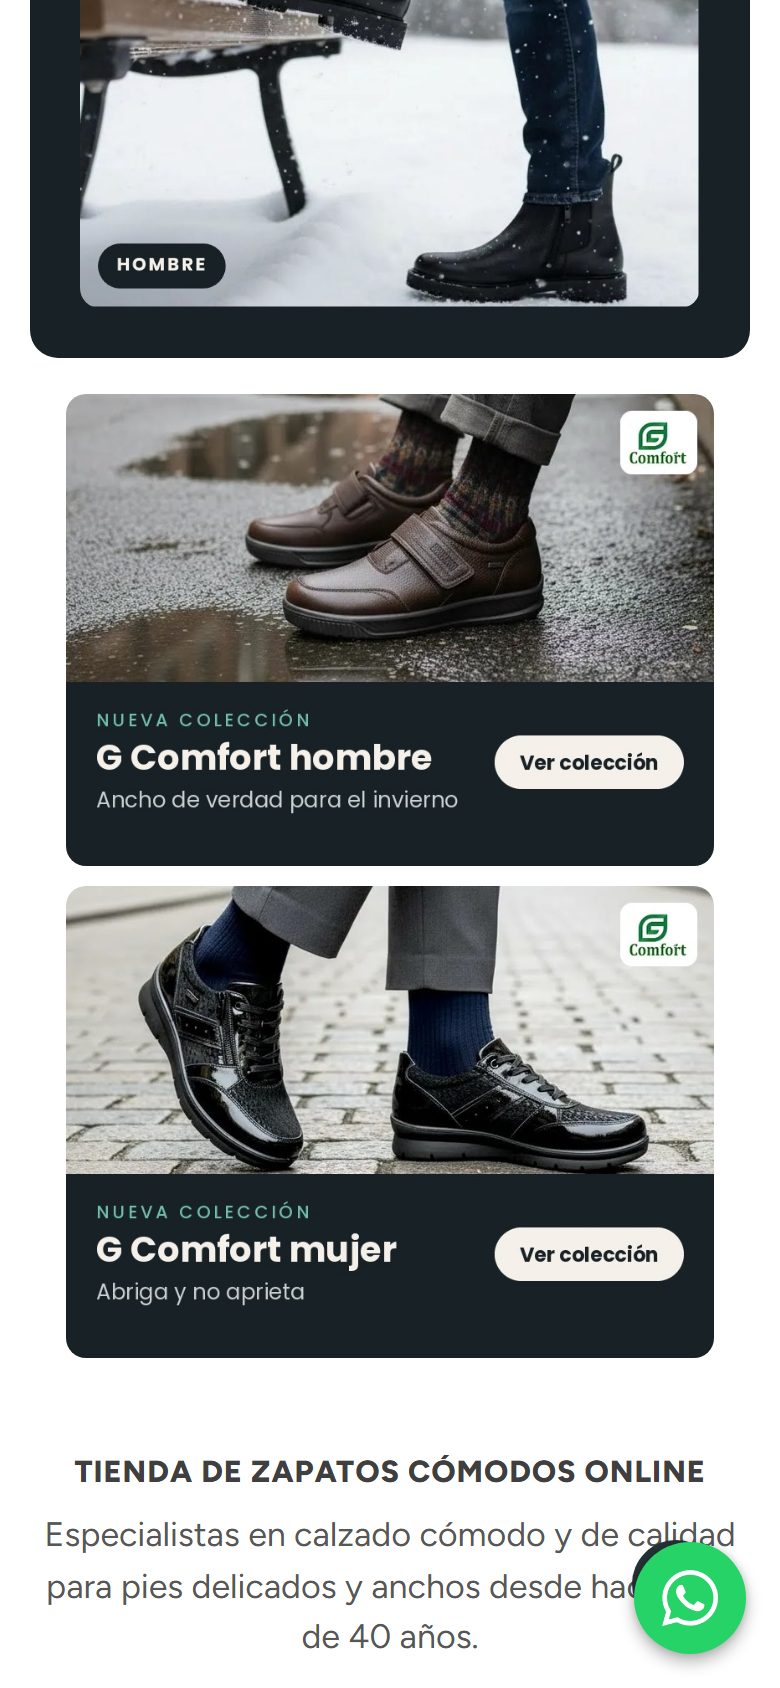 HOMBRE
Comfort
NUEVA COLECCIÓN
G Comfort hombre
Ancho de verdad para el invierno
Ver colección
Comfort
NUEVA COLECCIÓN
G Comfort mujer
Abriga y no aprieta
Ver colección
TIENDA DE ZAPATOS CÓMODOS ONLINE
Especialistas en calzado cómodo y de calidad
para pies delicados y anchos desde
de 40 años.